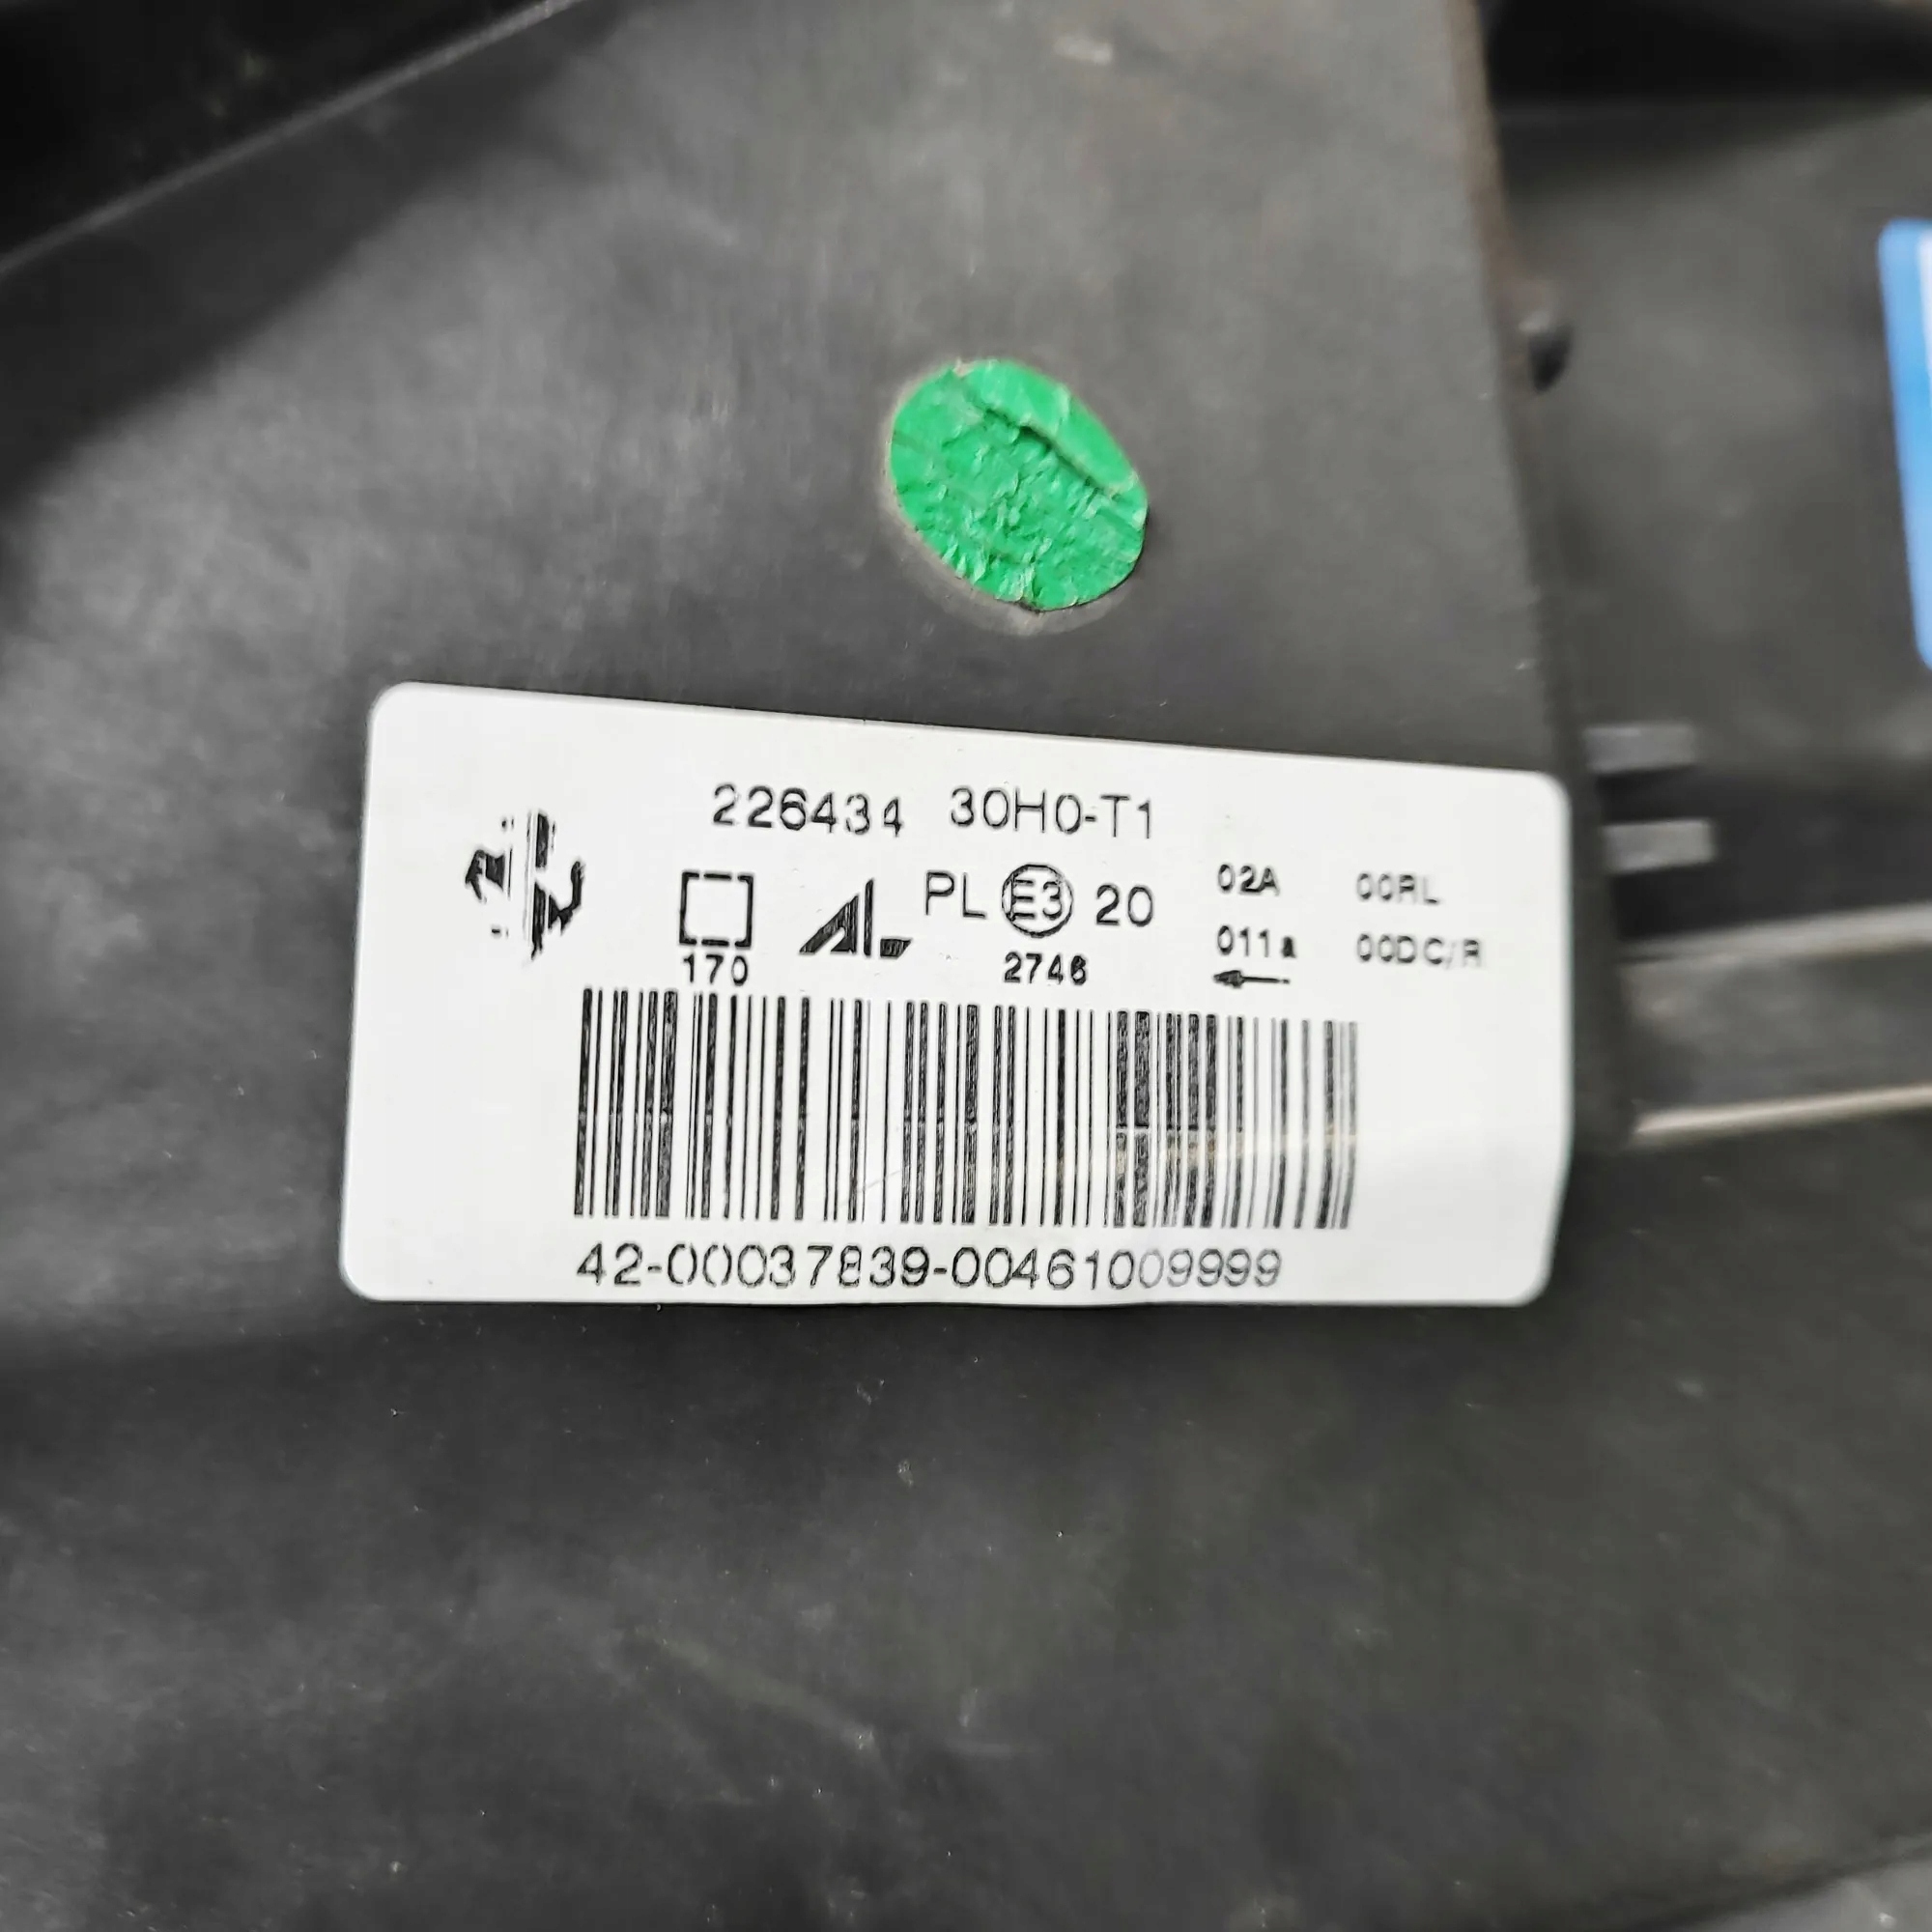 226434 30H0-T1
PL E3 20 02A 00RL
170 2746 011a 00DC/R
42-00037839-00461009999